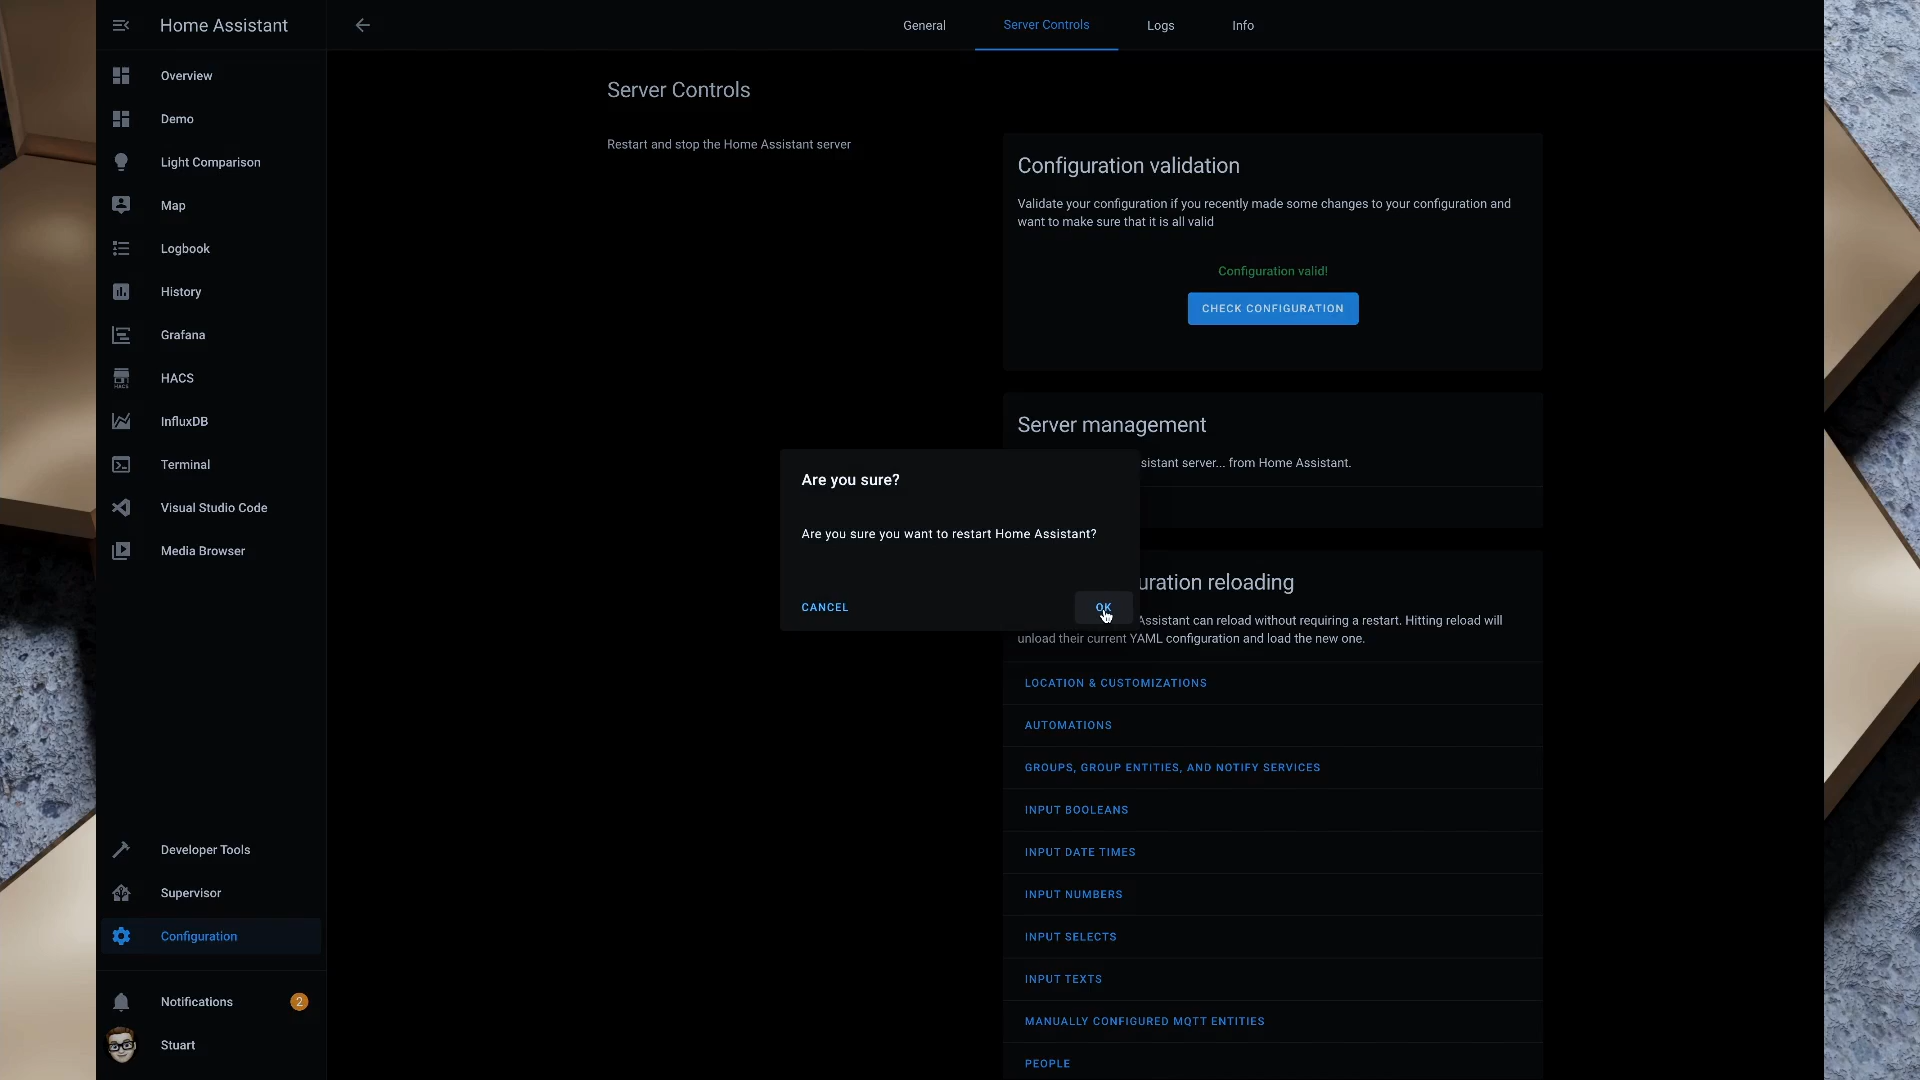 Home Assistant
Overview
Demo
Light Comparison
Map
Logbook
History
Grafana
HACS
HACS
InfluxDB
Terminal
Visual Studio Code
Media Browser
Developer Tools
Supervisor
Configuration
Notifications
2
Stuart
General
Server Controls
Logs
Info
Server Controls
Restart and stop the Home Assistant server
Configuration validation
Validate your configuration if you recently made some changes to your configuration and
want to make sure that it is all valid
Configuration valid!
CHECK CONFIGURATION
Server management
sistant server... from Home Assistant.
Are you sure?
Are you sure you want to restart Home Assistant?
CANCEL
OK
uration reloading
Assistant can reload without requiring a restart. Hitting reload will
unload their current YAML configuration and load the new one.
LOCATION & CUSTOMIZATIONS
AUTOMATIONS
GROUPS, GROUP ENTITIES, AND NOTIFY SERVICES
INPUT BOOLEANS
INPUT DATE TIMES
INPUT NUMBERS
INPUT SELECTS
INPUT TEXTS
MANUALLY CONFIGURED MQTT ENTITIES
PEOPLE